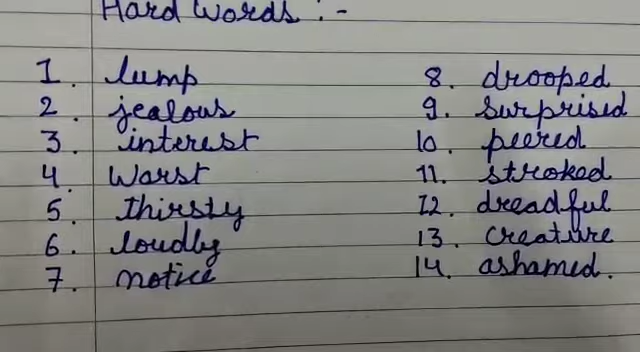 Hard Words :-
1. lump
2. jealous
3. interest
4. Worst
5. thirsty
6. loudly
7. notice
8. drooped
9. surprised
10. peered
11. stroked
12. dreadful
13. creature
14. ashamed.